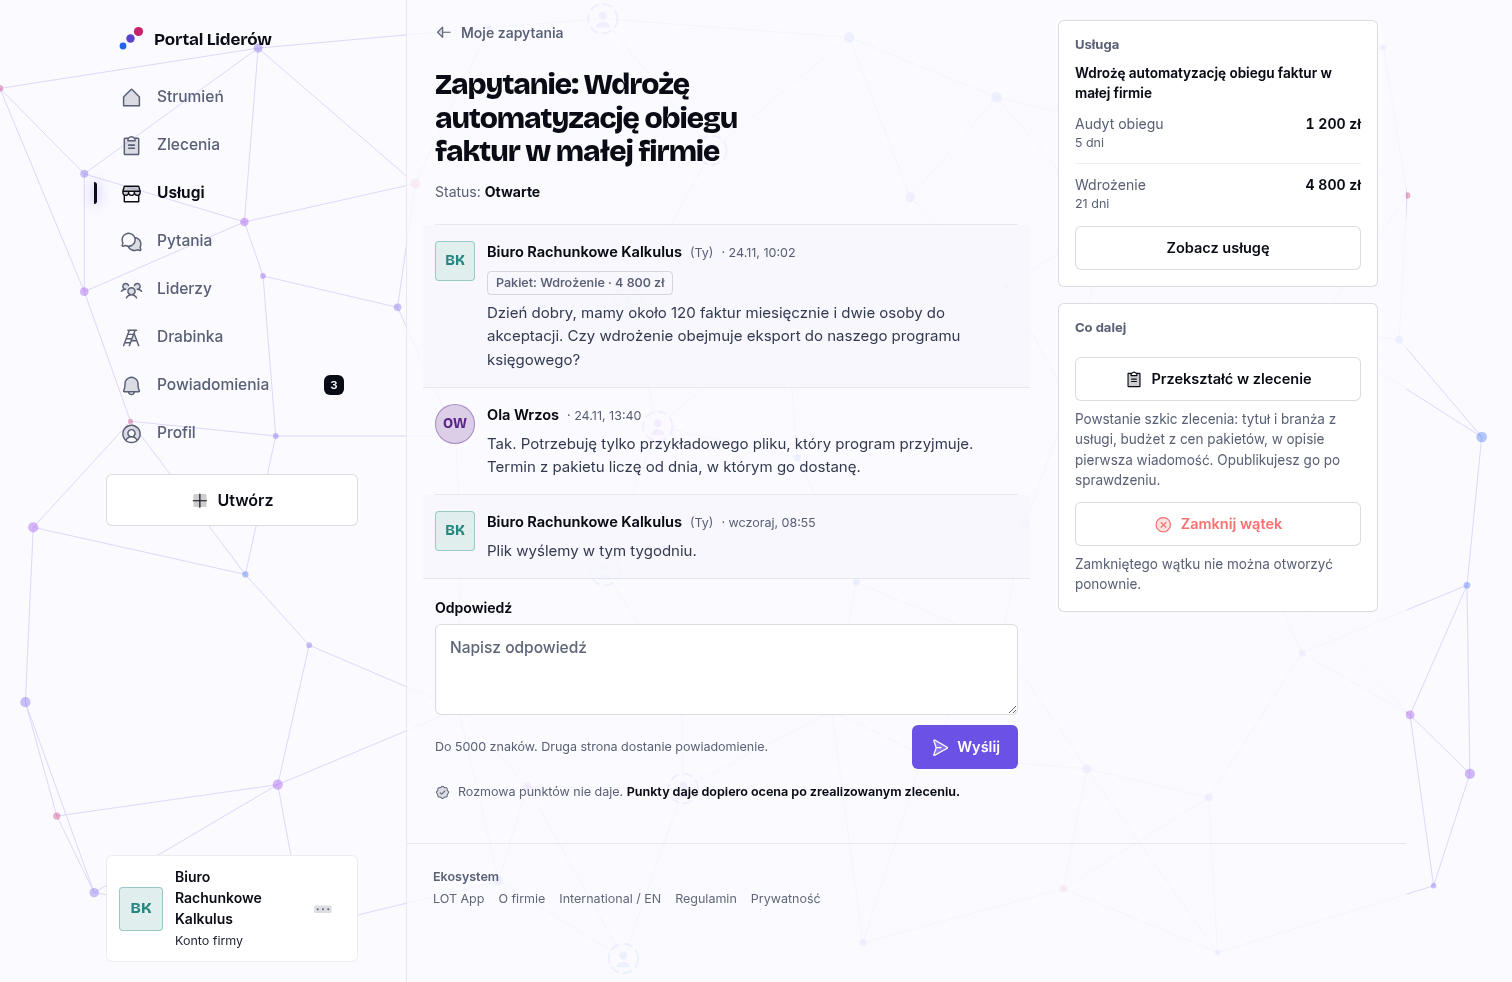 Portal Liderów
Strumień
Zlecenia
Usługi
Pytania
Liderzy
Drabinka
Powiadomienia 3
Profil
Utwórz
BK
Biuro
Rachunkowe
Kalkulus
Konto firmy
Moje zapytania
Zapytanie: Wdrożę
automatyzację obiegu
faktur w małej firmie
Status: Otwarte
BK
Biuro Rachunkowe Kalkulus (Ty) · 24.11, 10:02
Pakiet: Wdrożenie · 4 800 zł
Dzień dobry, mamy około 120 faktur miesięcznie i dwie osoby do
akceptacji. Czy wdrożenie obejmuje eksport do naszego programu
księgowego?
OW
Ola Wrzos · 24.11, 13:40
Tak. Potrzebuję tylko przykładowego pliku, który program przyjmuje.
Termin z pakietu liczę od dnia, w którym go dostanę.
BK
Biuro Rachunkowe Kalkulus (Ty) · wczoraj, 08:55
Plik wyślemy w tym tygodniu.
Odpowiedź
Napisz odpowiedź
Do 5000 znaków. Druga strona dostanie powiadomienie.
Wyślij
Rozmowa punktów nie daje. Punkty daje dopiero ocena po zrealizowanym zleceniu.
Usługa
Wdrożę automatyzację obiegu faktur w
małej firmie
Audyt obiegu 1 200 zł
5 dni
Wdrożenie 4 800 zł
21 dni
Zobacz usługę
Co dalej
Przekształć w zlecenie
Powstanie szkic zlecenia: tytuł i branża z
usługi, budżet z cen pakietów, w opisie
pierwsza wiadomość. Opublikujesz go po
sprawdzeniu.
Zamknij wątek
Zamkniętego wątku nie można otworzyć
ponownie.
Ekosystem
LOT App O firmie International / EN Regulamin Prywatność